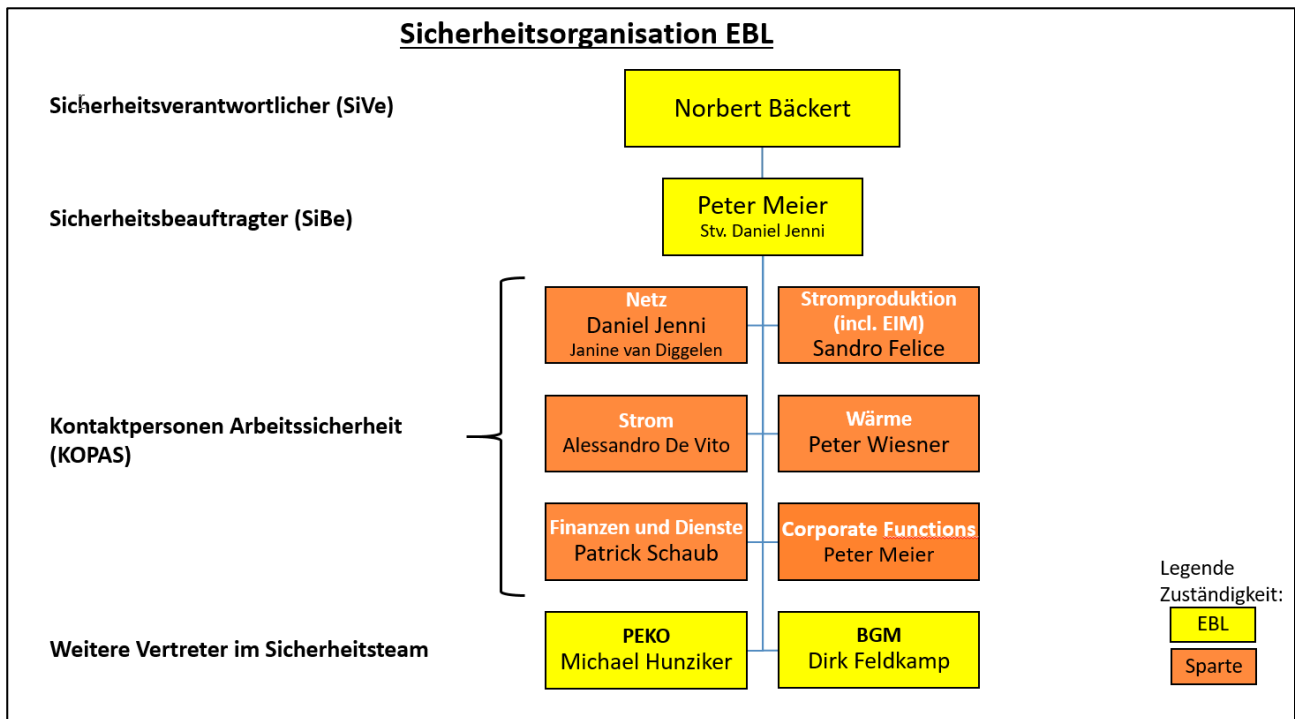 Sicherheitsorganisation EBL
Sicherheitsverantwortlicher (SiVe)
Norbert Bäckert
Sicherheitsbeauftragter (SiBe)
Peter Meier
Stv. Daniel Jenni
Kontaktpersonen Arbeitssicherheit
(KOPAS)
Netz
Daniel Jenni
Janine van Diggelen
Stromproduktion
(incl. EIM)
Sandro Felice
Strom
Alessandro De Vito
Wärme
Peter Wiesner
Finanzen und Dienste
Patrick Schaub
Corporate Functions
Peter Meier
Weitere Vertreter im Sicherheitsteam
PEKO
Michael Hunziker
BGM
Dirk Feldkamp
Legende
Zuständigkeit:
EBL
Sparte